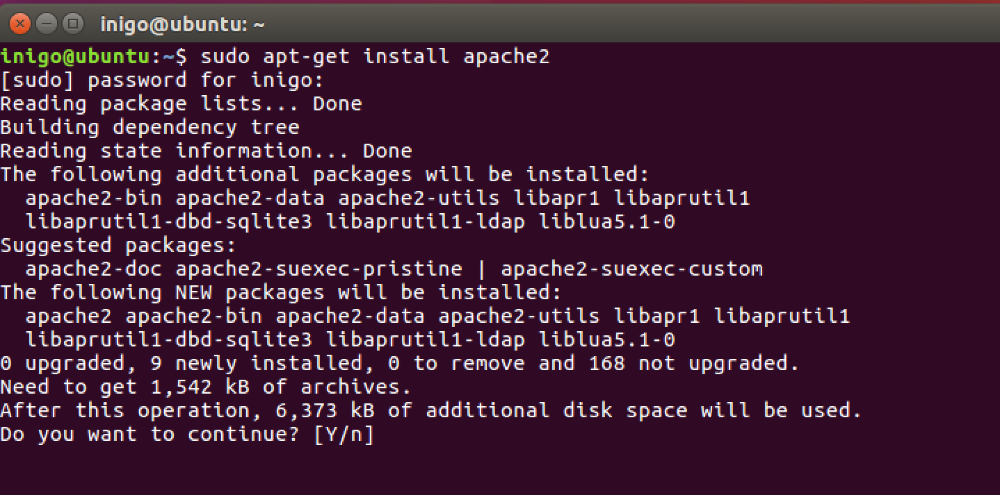 inigo@ubuntu: ~
inigo@ubuntu:~$ sudo apt-get install apache2
[sudo] password for inigo:
Reading package lists... Done
Building dependency tree
Reading state information... Done
The following additional packages will be installed:
  apache2-bin apache2-data apache2-utils libapr1 libaprutil1
  libaprutil1-dbd-sqlite3 libaprutil1-ldap liblua5.1-0
Suggested packages:
  apache2-doc apache2-suexec-pristine | apache2-suexec-custom
The following NEW packages will be installed:
  apache2 apache2-bin apache2-data apache2-utils libapr1 libaprutil1
  libaprutil1-dbd-sqlite3 libaprutil1-ldap liblua5.1-0
0 upgraded, 9 newly installed, 0 to remove and 168 not upgraded.
Need to get 1,542 kB of archives.
After this operation, 6,373 kB of additional disk space will be used.
Do you want to continue? [Y/n]